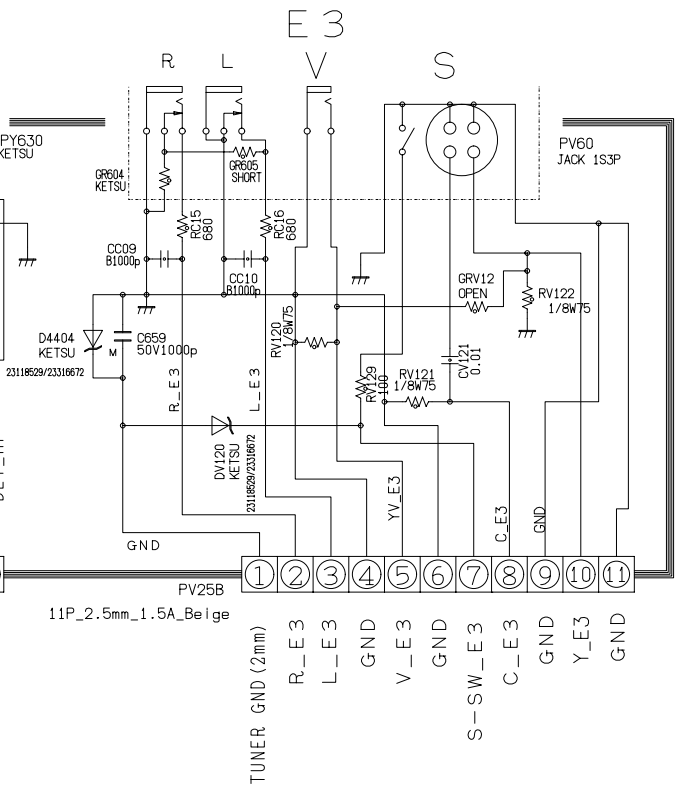 E3
R L V S
PY630
KETSU
PV60
JACK 1S3P
GR604
KETSU
GR605
SHORT
RC15
680
RC16
680
CC09
B1000p
CC10
B1000p
GRV12
OPEN
RV122
1/8W75
D4404
KETSU
M
C659
50V1000p
RV120
1/8W75
23118529/23316672
R_E3
L_E3
RV129
100
RV121
1/8W75
CV121
0.01
DV120
KETSU
23118529/23316672
YV_E3
C_E3
GND
GND
PV25B
1 2 3 4 5 6 7 8 9 10 11
11P_2.5mm_1.5A_Beige
TUNER GND(2mm)
R_E3
L_E3
GND
V_E3
GND
S-SW_E3
C_E3
GND
Y_E3
GND